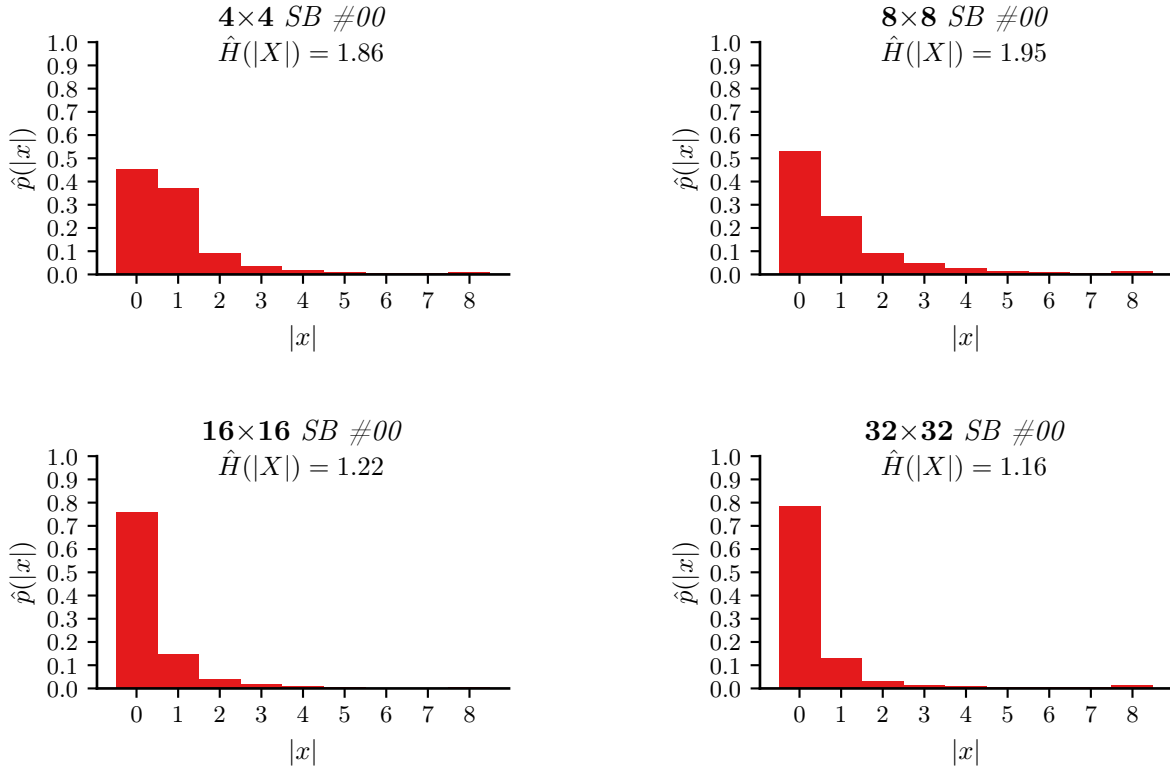 4×4 SB #00
Ĥ(|X|) = 1.86
1.0
0.9
0.8
0.7
0.6
0.5
0.4
0.3
0.2
0.1
0.0
p̂(|x|)
0 1 2 3 4 5 6 7 8
|x|
8×8 SB #00
Ĥ(|X|) = 1.95
1.0
0.9
0.8
0.7
0.6
0.5
0.4
0.3
0.2
0.1
0.0
p̂(|x|)
0 1 2 3 4 5 6 7 8
|x|
16×16 SB #00
Ĥ(|X|) = 1.22
1.0
0.9
0.8
0.7
0.6
0.5
0.4
0.3
0.2
0.1
0.0
p̂(|x|)
0 1 2 3 4 5 6 7 8
|x|
32×32 SB #00
Ĥ(|X|) = 1.16
1.0
0.9
0.8
0.7
0.6
0.5
0.4
0.3
0.2
0.1
0.0
p̂(|x|)
0 1 2 3 4 5 6 7 8
|x|